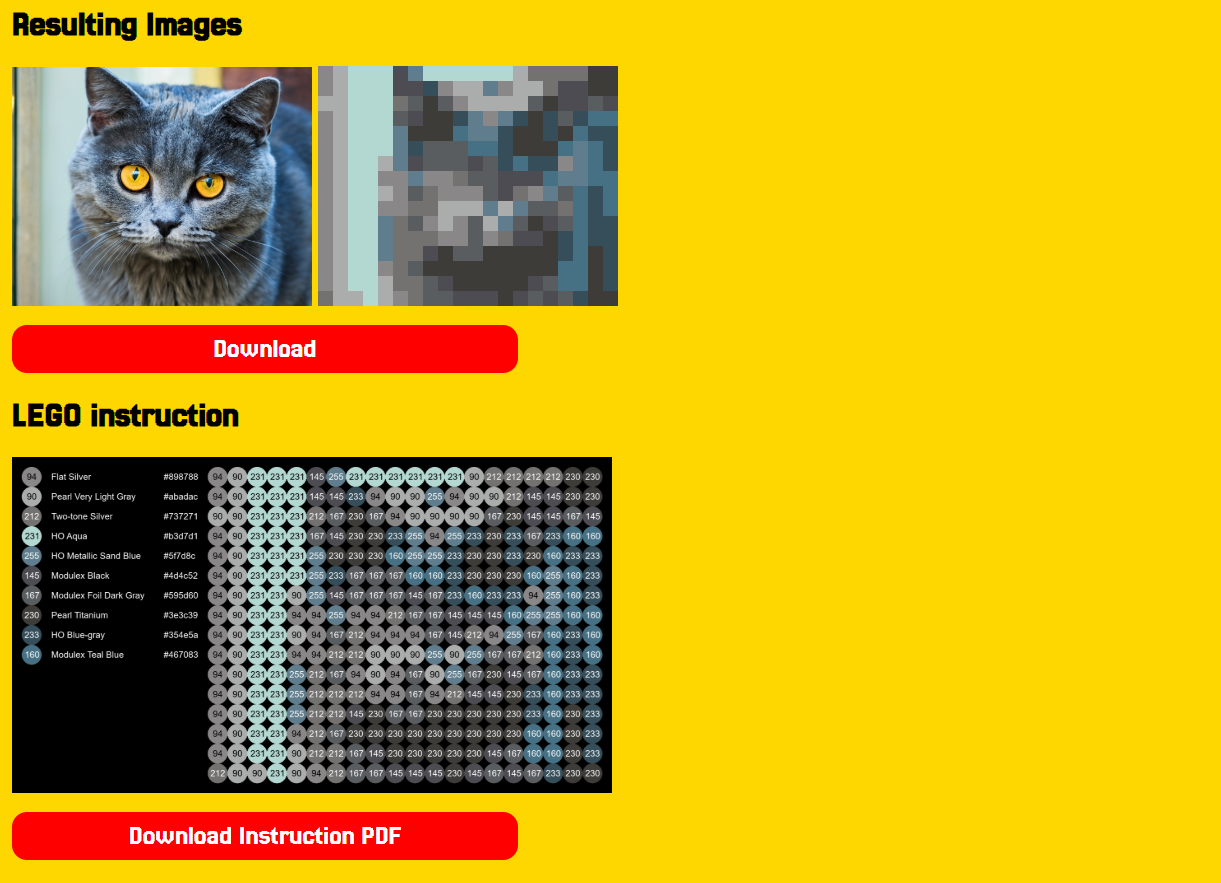 Resulting Images
Download
LEGO instruction
94 Flat Silver #898788 94 90 231 231 231 145 255 231 231 231 231 231 231 90 212 212 212 212 230 230
90 Pearl Very Light Gray #abadac 94 90 231 231 231 145 145 233 94 90 90 255 94 90 90 212 145 145 230 230
212 Two-tone Silver #737271 90 90 231 231 231 212 167 230 167 94 90 90 90 90 167 230 145 145 167 145
231 HO Aqua #b3d7d1 94 90 231 231 231 167 145 230 230 233 255 94 255 233 230 233 167 233 160 160
255 HO Metallic Sand Blue #5f7d8c 94 90 231 231 231 255 230 230 230 160 255 255 233 230 230 233 230 160 233 233
145 Modulex Black #4d4c52 94 90 231 231 231 255 233 167 167 167 160 160 233 230 230 230 160 255 160 233
167 Modulex Foil Dark Gray #595d60 94 90 231 231 90 255 145 167 167 167 145 167 233 160 233 233 94 255 160 233
230 Pearl Titanium #3e3c39 94 90 231 231 94 94 255 94 94 212 167 167 145 145 145 160 255 255 160 160
233 HO Blue-gray #354e5a 94 90 231 231 90 94 167 212 94 94 94 167 145 212 94 255 167 160 233 160
160 Modulex Teal Blue #467083 94 90 231 231 94 94 212 212 90 90 90 255 90 255 167 167 212 160 233 160
94 90 231 231 255 212 167 94 90 94 167 90 255 167 230 145 167 160 233 233
94 90 231 231 255 212 212 212 94 94 167 94 212 145 145 230 233 160 233 233
94 90 231 231 255 212 212 145 230 167 167 230 230 230 230 230 233 160 230 233
94 90 231 231 94 212 167 230 230 230 230 230 230 230 230 230 160 160 230 233
94 90 231 231 90 212 212 167 145 230 230 230 230 230 145 167 160 160 230 233
212 90 90 231 90 94 212 167 167 145 145 145 230 145 167 145 167 233 230 230
Download Instruction PDF